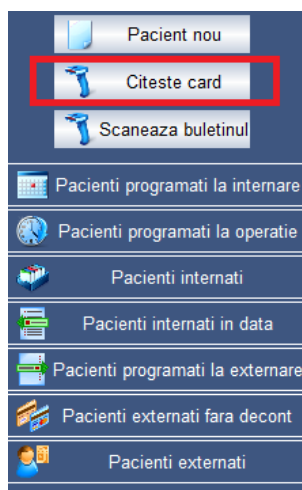 Pacient nou
Citeste card
Scaneaza buletinul
Pacienti programati la internare
Pacienti programati la operatie
Pacienti internati
Pacienti internati in data
Pacienti programati la externare
Pacienti externati fara decont
Pacienti externati